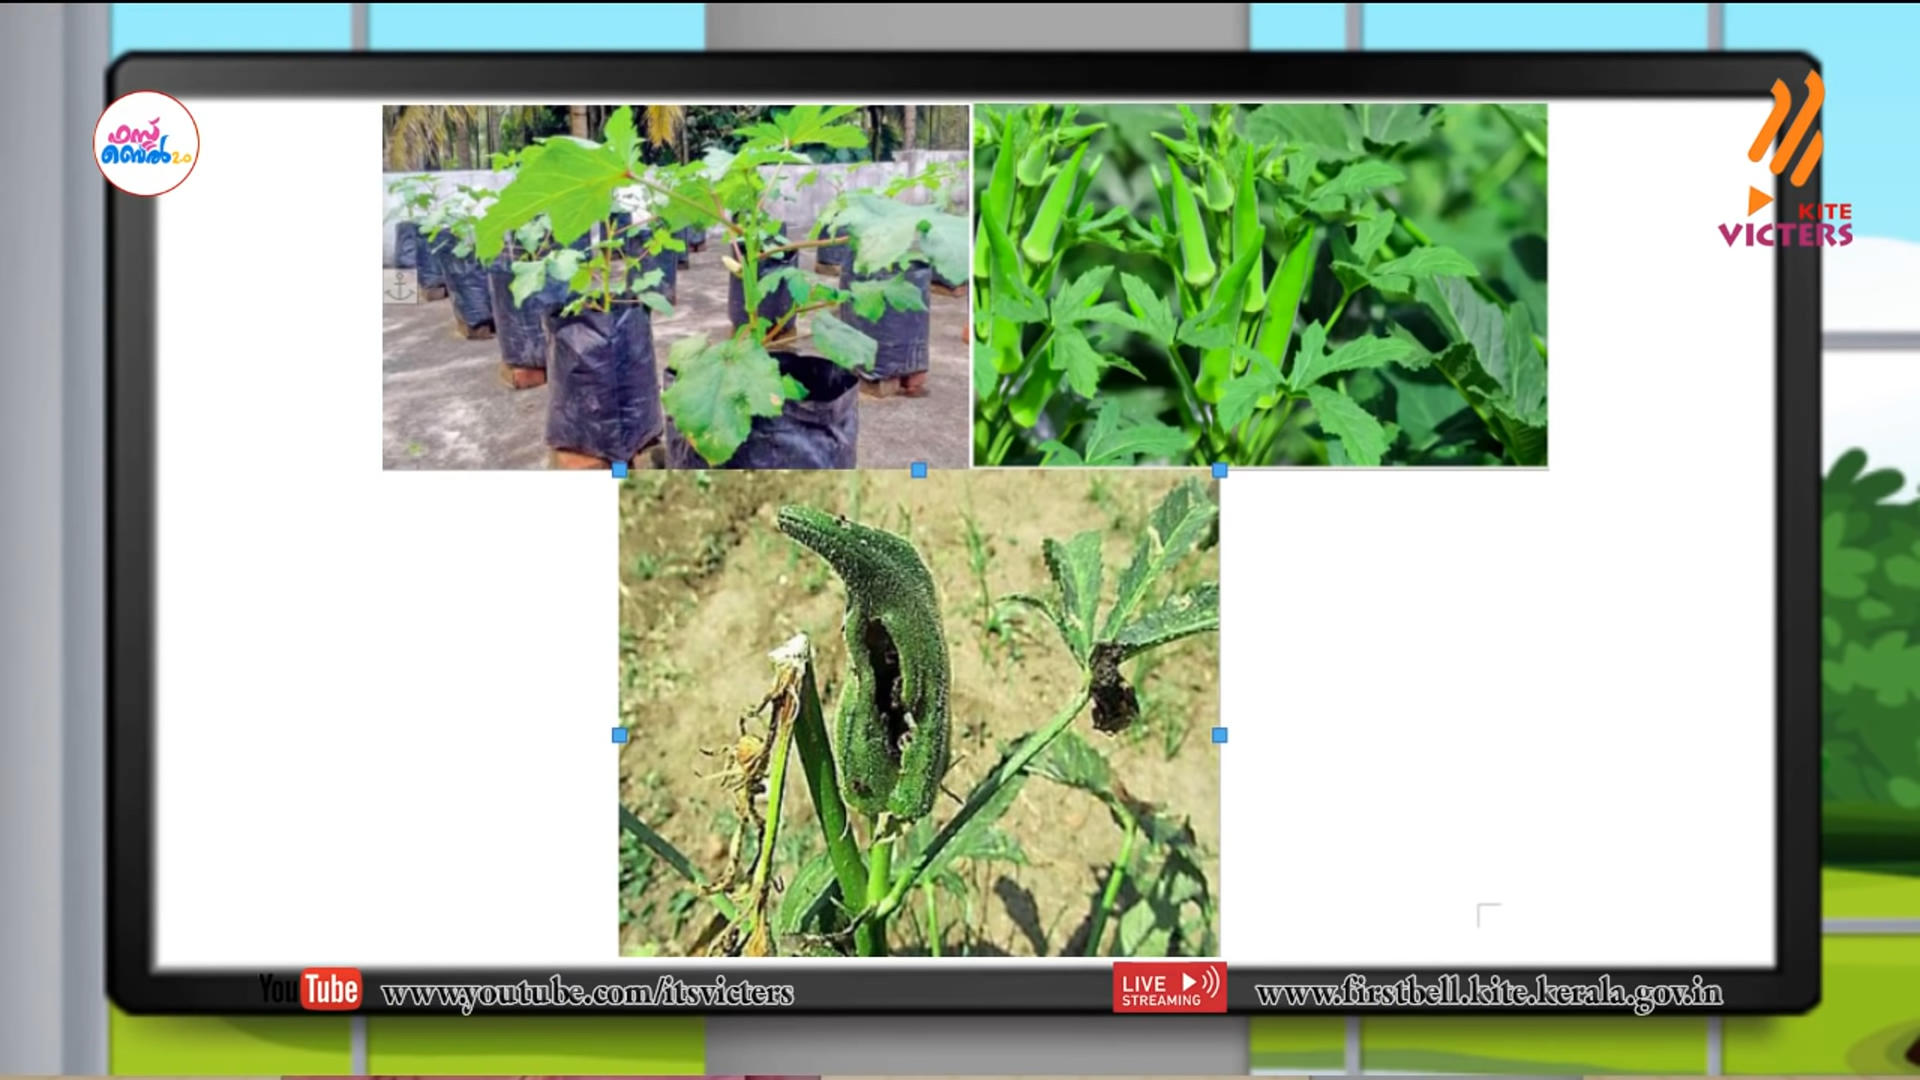 ഫസ്റ്റ്
ബെൽ 2.0
KITE
VICTERS
YouTube
www.youtube.com/itsvicters
LIVE
STREAMING
www.firstbell.kite.kerala.gov.in